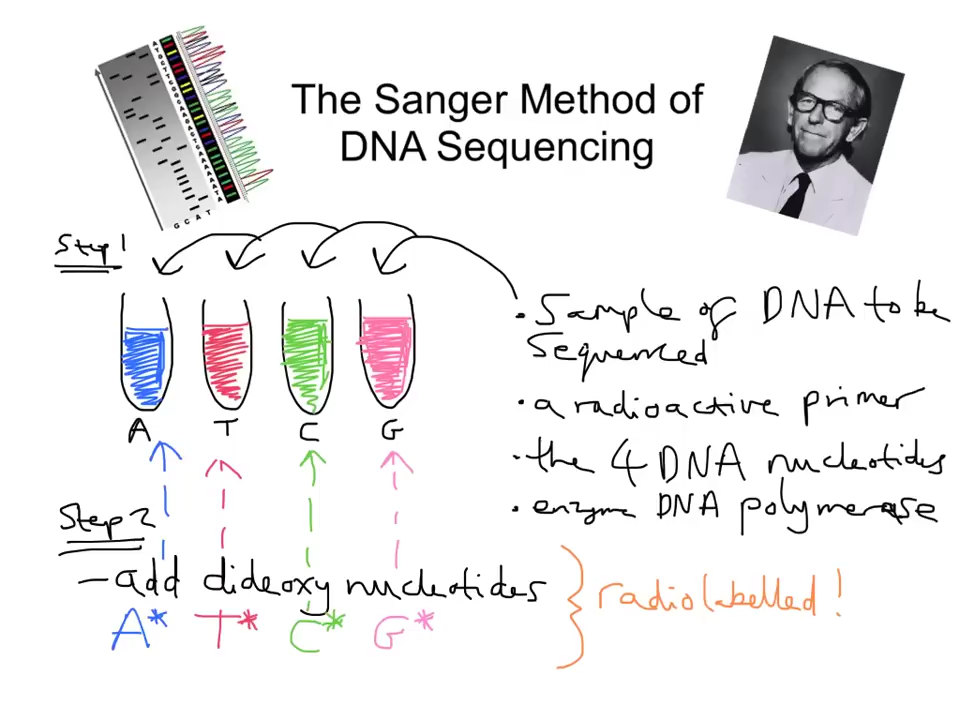 The Sanger Method of
DNA Sequencing
G C A T
Step 1
• Sample of DNA to be
sequenced
• a radioactive primer
• the 4 DNA nucleotides
• enzyme DNA polymerase
A T C G
Step 2
- add dideoxy nucleotides
A* T* C* G*
radiolabelled!